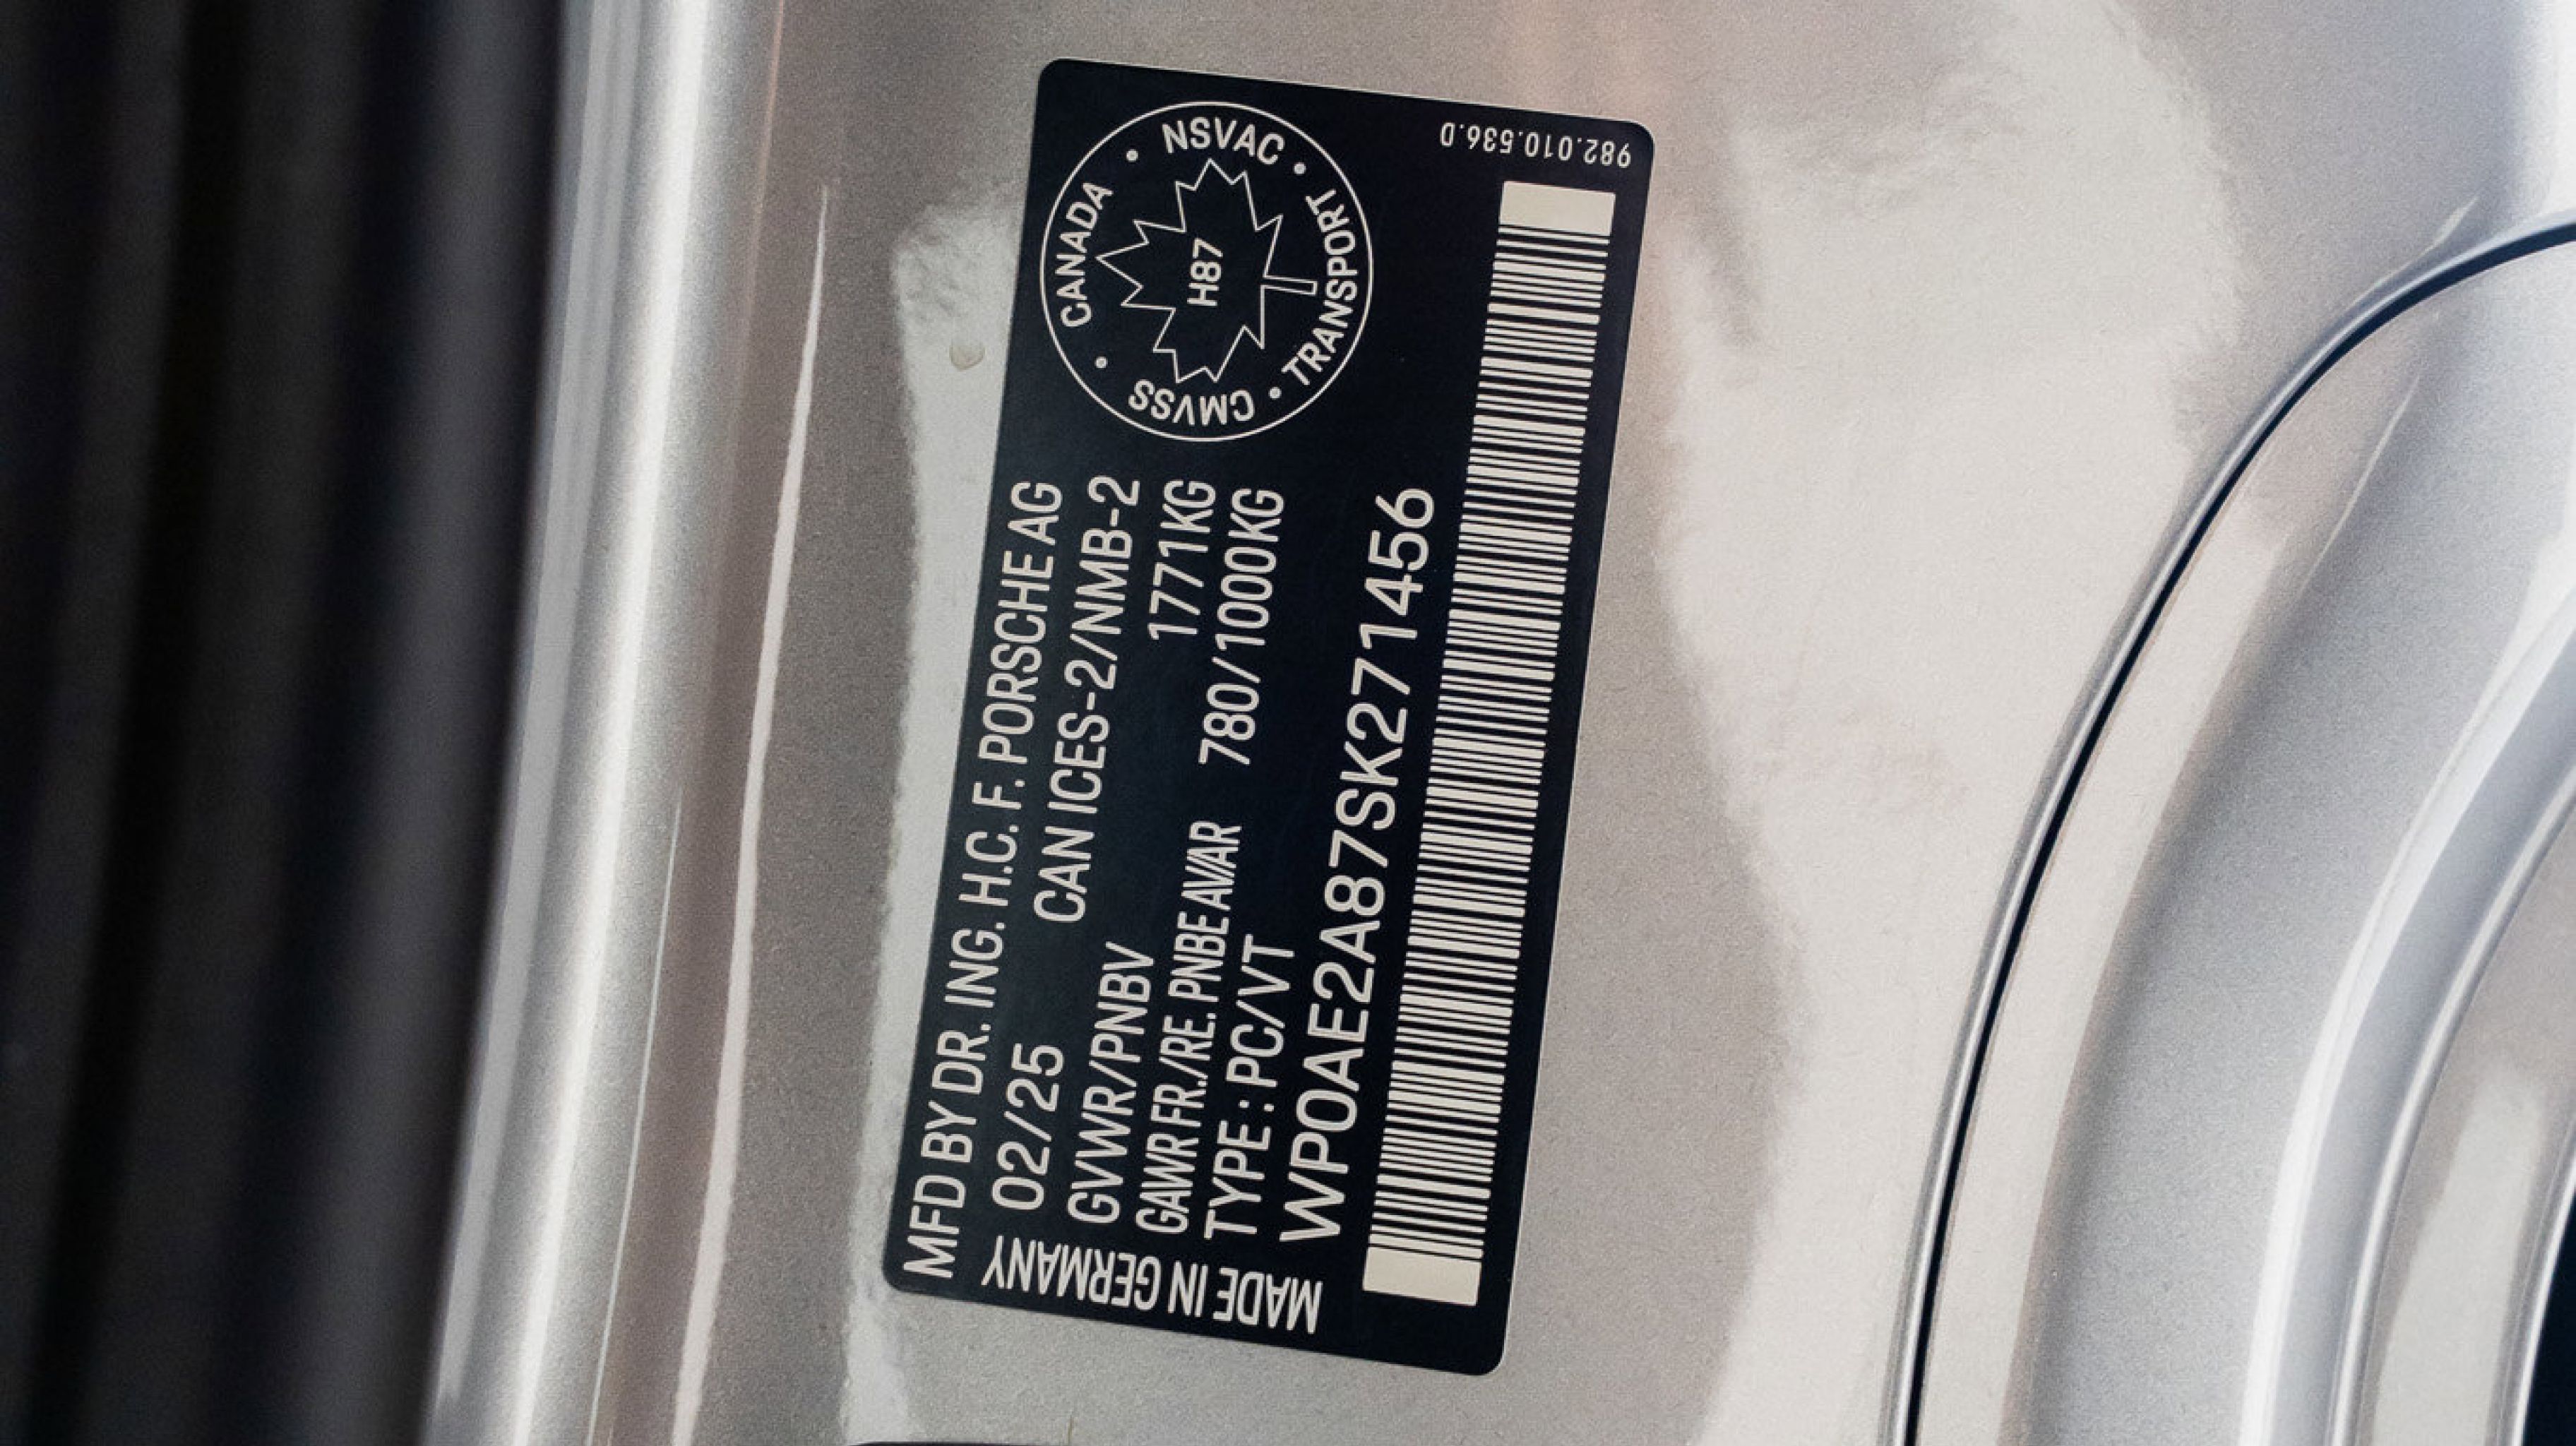 MFD BY DR. ING. H.C. F. PORSCHE AG
02/25 CAN ICES-2/NMB-2
GVWR/PNBV 1771KG
GAWR FR./RE. PNBE AVAR 780/1000KG
TYPE : PC/VT
WP0AE2A87SK271456
MADE IN GERMANY
CANADA • NSVAC • TRANSPORT • CMVSS •
H87
982.010.536.D